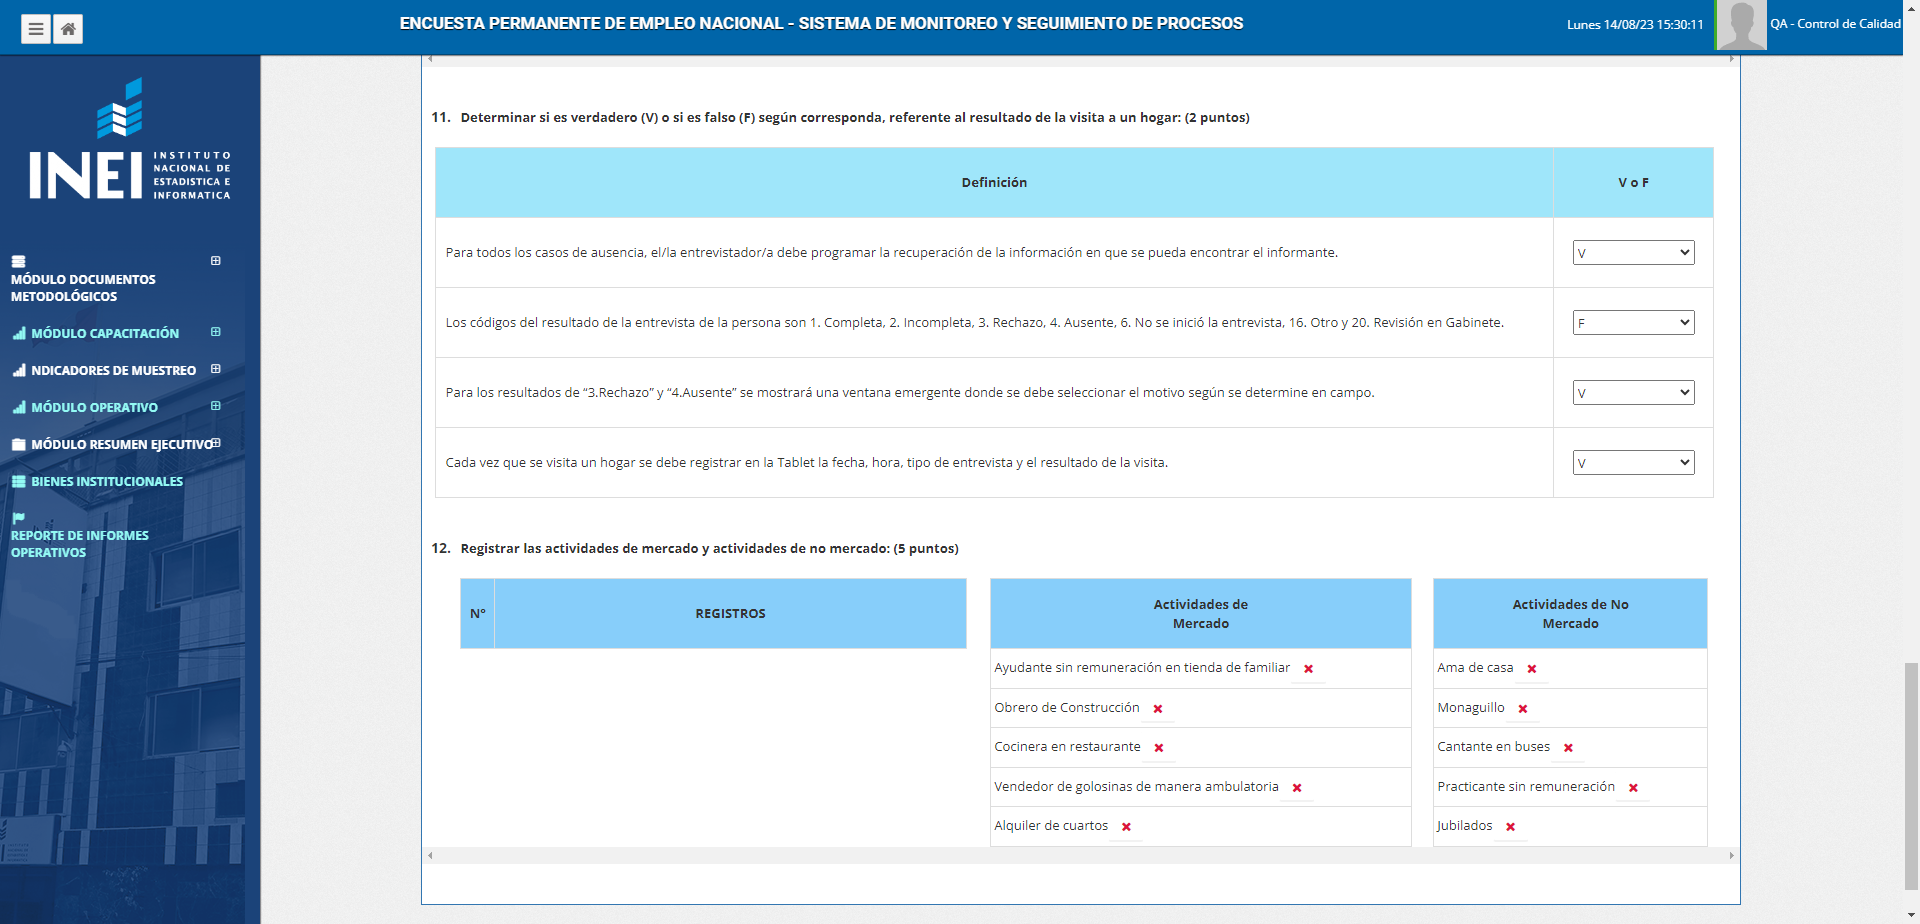 ENCUESTA PERMANENTE DE EMPLEO NACIONAL - SISTEMA DE MONITOREO Y SEGUIMIENTO DE PROCESOS
Lunes 14/08/23 15:30:11
QA - Control de Calidad
INEI
INSTITUTO
NACIONAL DE
ESTADISTICA E
INFORMATICA
MÓDULO DOCUMENTOS
METODOLÓGICOS
MÓDULO CAPACITACIÓN
NDICADORES DE MUESTREO
MÓDULO OPERATIVO
MÓDULO RESUMEN EJECUTIVO
BIENES INSTITUCIONALES
REPORTE DE INFORMES
OPERATIVOS
11. Determinar si es verdadero (V) o si es falso (F) según corresponda, referente al resultado de la visita a un hogar: (2 puntos)
Definición V o F
Para todos los casos de ausencia, el/la entrevistador/a debe programar la recuperación de la información en que se pueda encontrar el informante. V
Los códigos del resultado de la entrevista de la persona son 1. Completa, 2. Incompleta, 3. Rechazo, 4. Ausente, 6. No se inició la entrevista, 16. Otro y 20. Revisión en Gabinete. F
Para los resultados de “3.Rechazo” y “4.Ausente” se mostrará una ventana emergente donde se debe seleccionar el motivo según se determine en campo. V
Cada vez que se visita un hogar se debe registrar en la Tablet la fecha, hora, tipo de entrevista y el resultado de la visita. V
12. Registrar las actividades de mercado y actividades de no mercado: (5 puntos)
N° REGISTROS
Actividades de
Mercado
Ayudante sin remuneración en tienda de familiar
Obrero de Construcción
Cocinera en restaurante
Vendedor de golosinas de manera ambulatoria
Alquiler de cuartos
Actividades de No
Mercado
Ama de casa
Monaguillo
Cantante en buses
Practicante sin remuneración
Jubilados